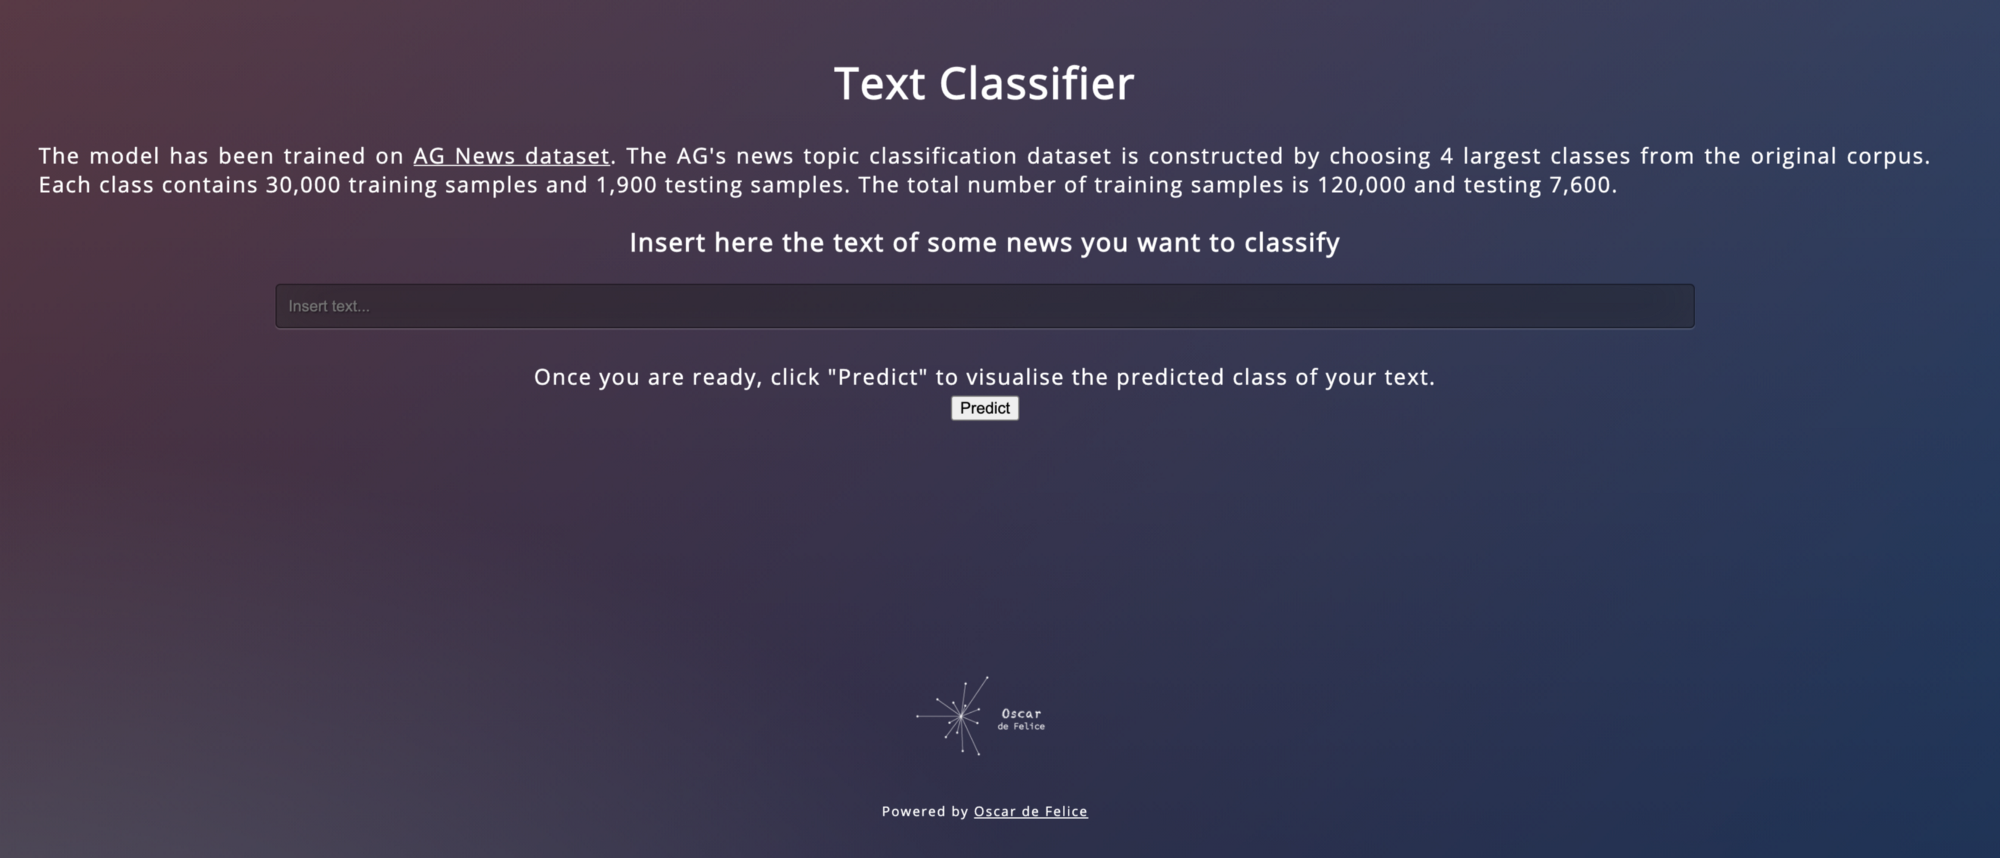 Text Classifier
The model has been trained on AG News dataset. The AG's news topic classification dataset is constructed by choosing 4 largest classes from the original corpus.
Each class contains 30,000 training samples and 1,900 testing samples. The total number of training samples is 120,000 and testing 7,600.
Insert here the text of some news you want to classify
Insert text...
Once you are ready, click "Predict" to visualise the predicted class of your text.
Predict
Oscar
de Felice
Powered by Oscar de Felice